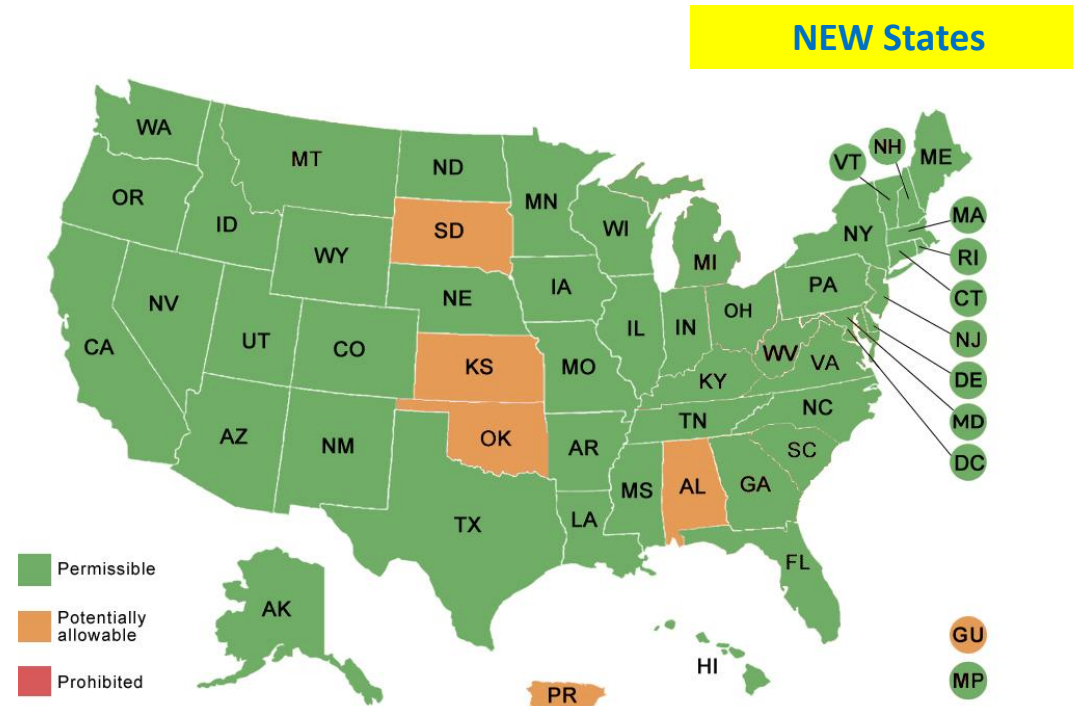 NEW States
WA
MT
ND
MN
VT
NH
ME
OR
ID
SD
WI
MI
NY
MA
RI
WY
IA
PA
CT
NV
NE
IL
IN
OH
NJ
CA
UT
CO
KS
MO
WV
VA
KY
DE
MD
AZ
NM
OK
AR
TN
NC
SC
DC
TX
LA
MS
AL
GA
FL
Permissible
Potentially
allowable
Prohibited
AK
HI
PR
GU
MP